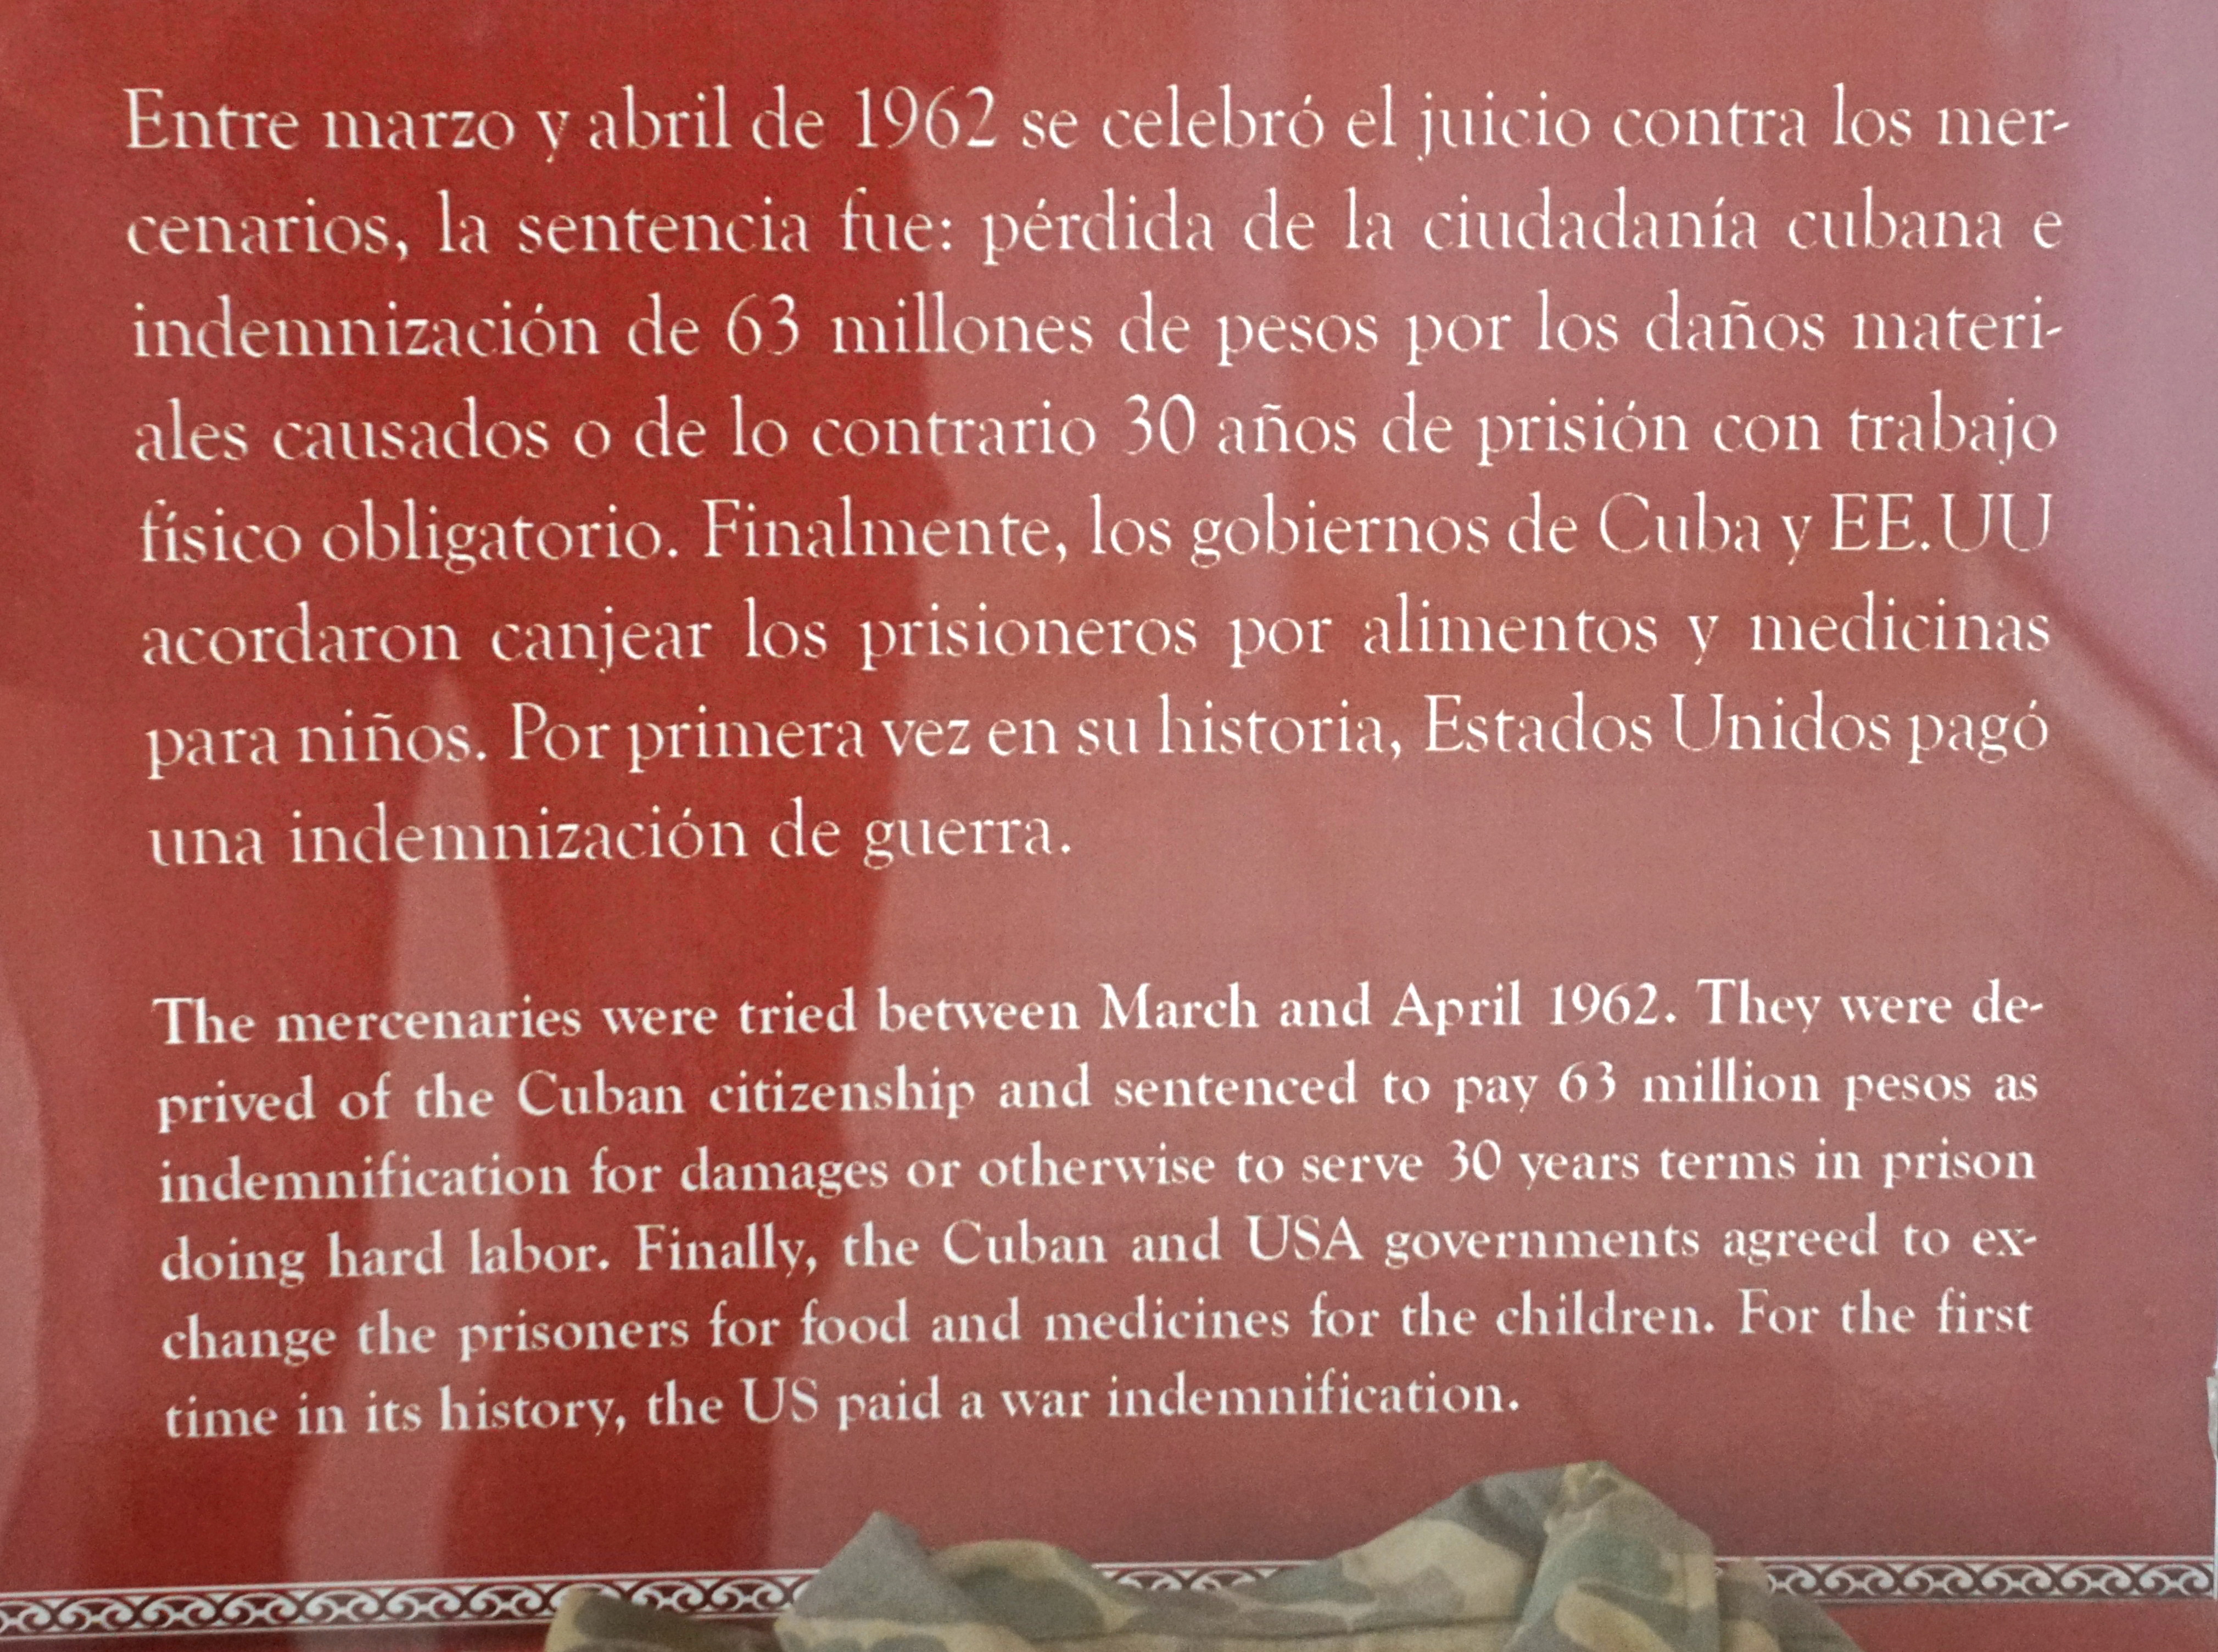 Entre marzo y abril de 1962 se celebró el juicio contra los mer-
cenarios, la sentencia fue: pérdida de la ciudadanía cubana e
indemnización de 63 millones de pesos por los daños materi-
ales causados o de lo contrario 30 años de prisión con trabajo
físico obligatorio. Finalmente, los gobiernos de Cuba y EE.UU
acordaron canjear los prisioneros por alimentos y medicinas
para niños. Por primera vez en su historia, Estados Unidos pagó
una indemnización de guerra.
The mercenaries were tried between March and April 1962. They were de-
prived of the Cuban citizenship and sentenced to pay 63 million pesos as
indemnification for damages or otherwise to serve 30 years terms in prison
doing hard labor. Finally, the Cuban and USA governments agreed to ex-
change the prisoners for food and medicines for the children. For the first
time in its history, the US paid a war indemnification.